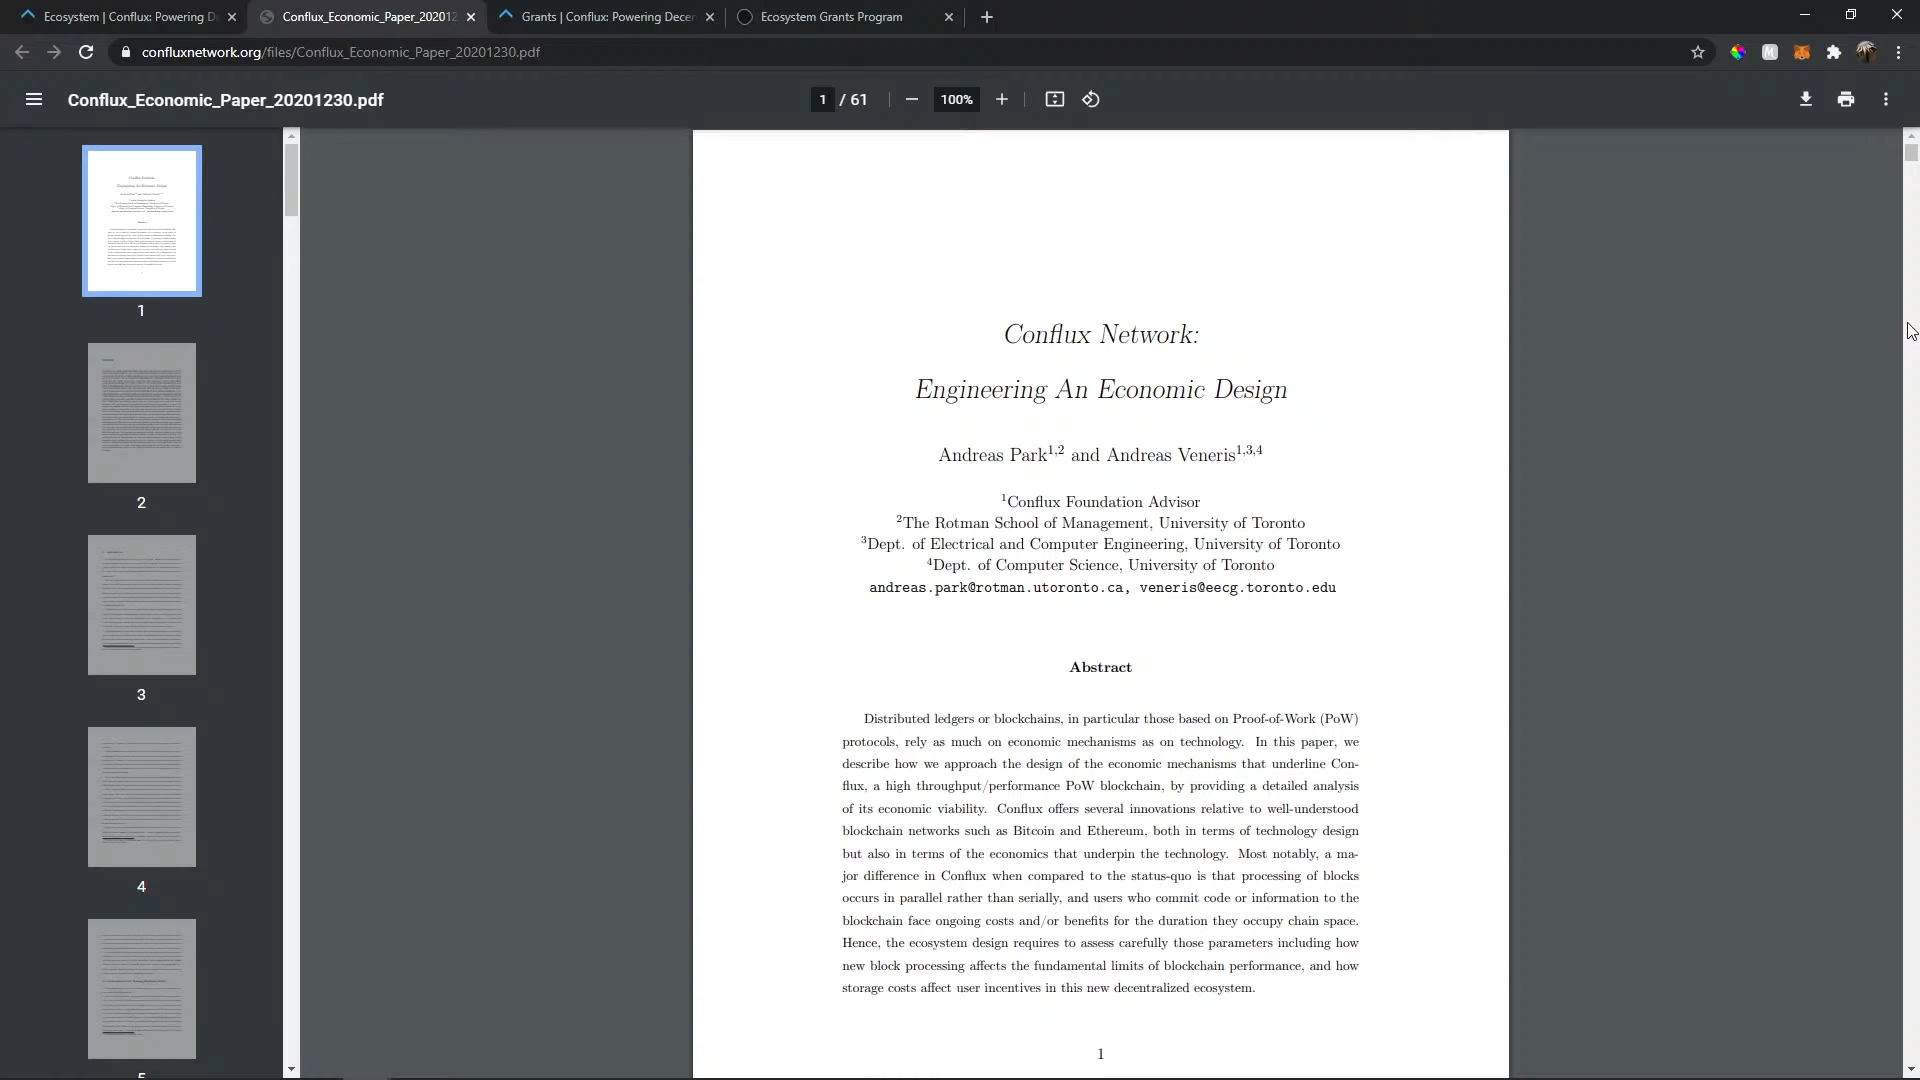 Ecosystem | Conflux: Powering D
Conflux_Economic_Paper_202012
Grants | Conflux: Powering Decen
Ecosystem Grants Program
confluxnetwork.org/files/Conflux_Economic_Paper_20201230.pdf
Conflux_Economic_Paper_20201230.pdf
1 / 61
100%
1
2
3
4
5
Conflux Network:
Engineering An Economic Design
Andreas Park1,2 and Andreas Veneris1,3,4
1Conflux Foundation Advisor
2The Rotman School of Management, University of Toronto
3Dept. of Electrical and Computer Engineering, University of Toronto
4Dept. of Computer Science, University of Toronto
andreas.park@rotman.utoronto.ca, veneris@eecg.toronto.edu
Abstract
Distributed ledgers or blockchains, in particular those based on Proof-of-Work (PoW)
protocols, rely as much on economic mechanisms as on technology. In this paper, we
describe how we approach the design of the economic mechanisms that underline Con-
flux, a high throughput/performance PoW blockchain, by providing a detailed analysis
of its economic viability. Conflux offers several innovations relative to well-understood
blockchain networks such as Bitcoin and Ethereum, both in terms of technology design
but also in terms of the economics that underpin the technology. Most notably, a ma-
jor difference in Conflux when compared to the status-quo is that processing of blocks
occurs in parallel rather than serially, and users who commit code or information to the
blockchain face ongoing costs and/or benefits for the duration they occupy chain space.
Hence, the ecosystem design requires to assess carefully those parameters including how
new block processing affects the fundamental limits of blockchain performance, and how
storage costs affect user incentives in this new decentralized ecosystem.
1